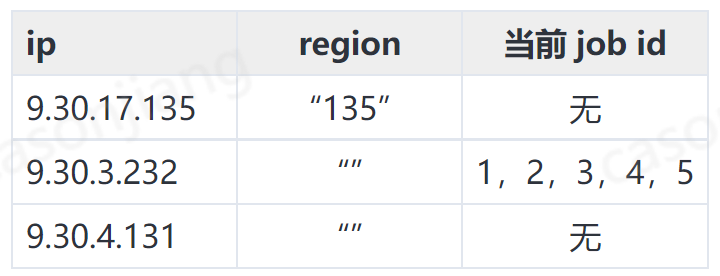 ip region 当前 job id
9.30.17.135 “135” 无
9.30.3.232 “” 1，2，3，4，5
9.30.4.131 “” 无
casonjiang